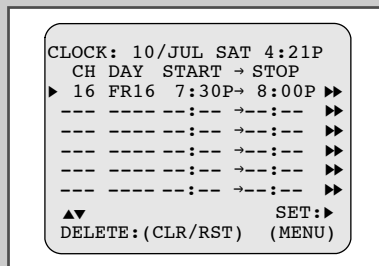 CLOCK: 10/JUL SAT 4:21P
CH DAY START → STOP
▶ 16 FR16 7:30P→ 8:00P ▶▶
--- ---- --:-- →--:-- ▶▶
--- ---- --:-- →--:-- ▶▶
--- ---- --:-- →--:-- ▶▶
--- ---- --:-- →--:-- ▶▶
--- ---- --:-- →--:-- ▶▶
▲▼ SET:▶
DELETE:(CLR/RST) (MENU)